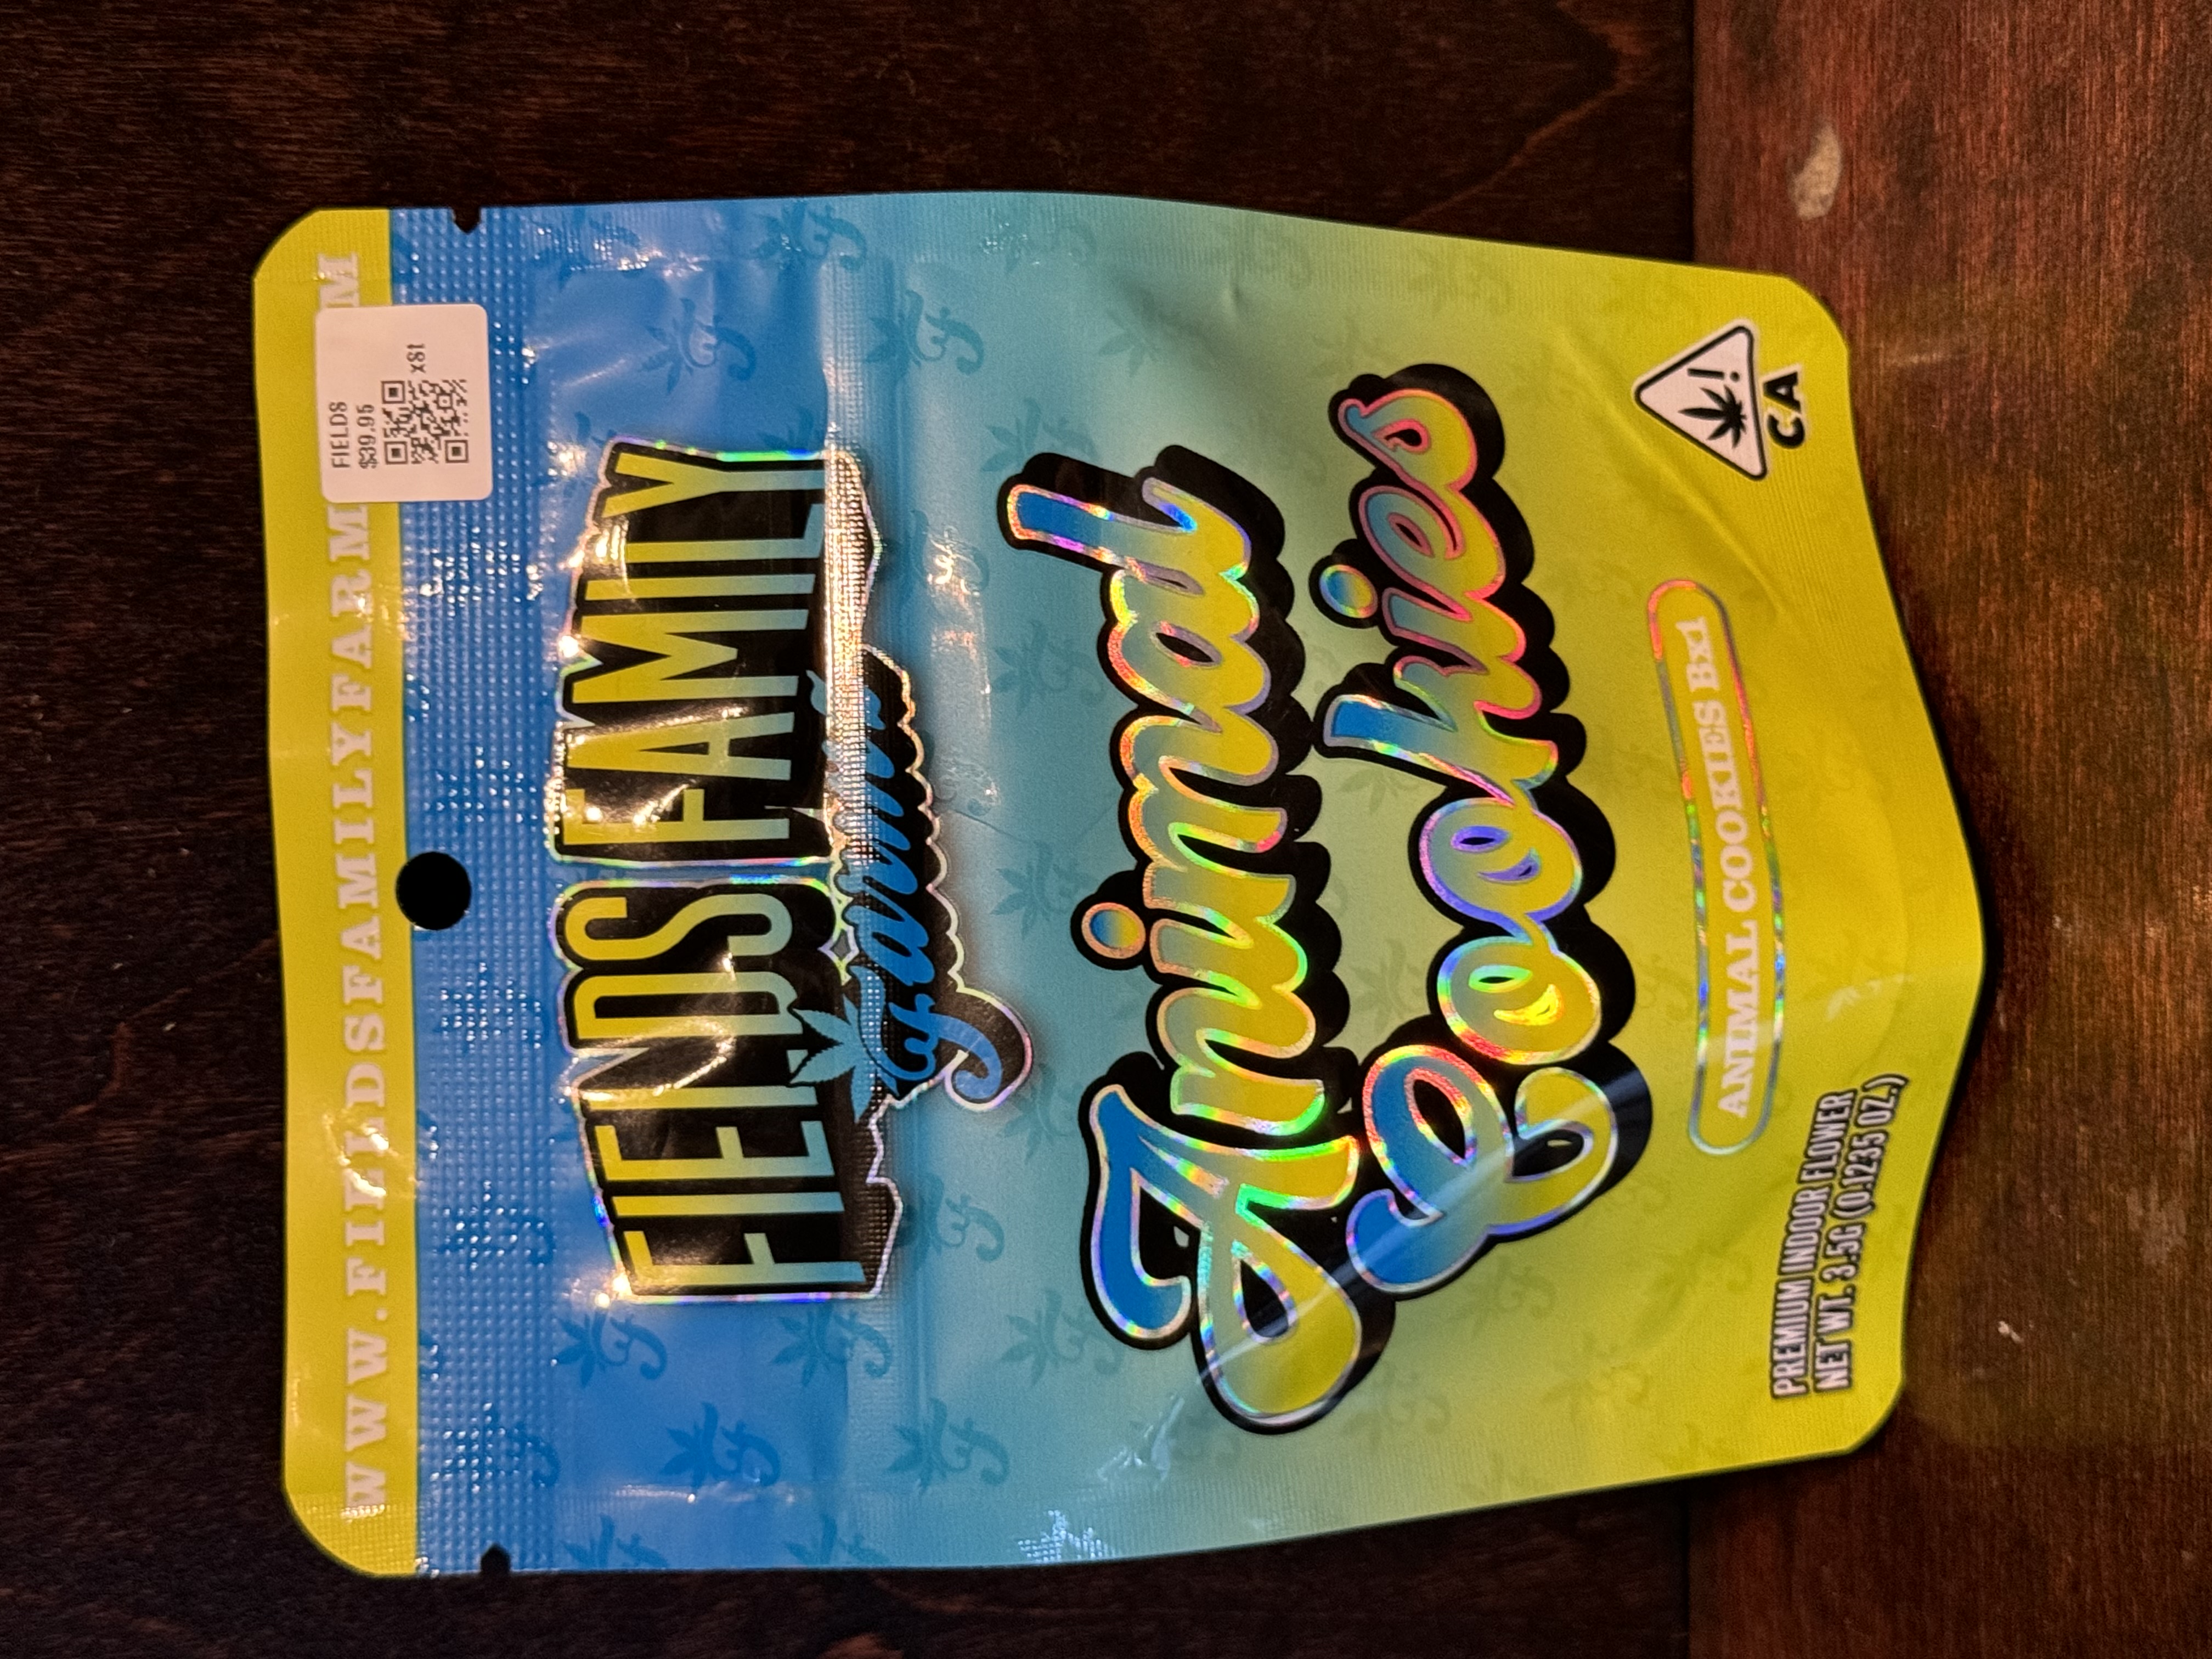 WWW.FIELDSFAMILYFARM M
FIELDS
$39.95
x8t
FIELDS FAMILY
Farms
Animal
Cookies
ANIMAL COOKIES Bx1
PREMIUM INDOOR FLOWER
NET WT. 3.5G (0.1235 OZ.)
CA